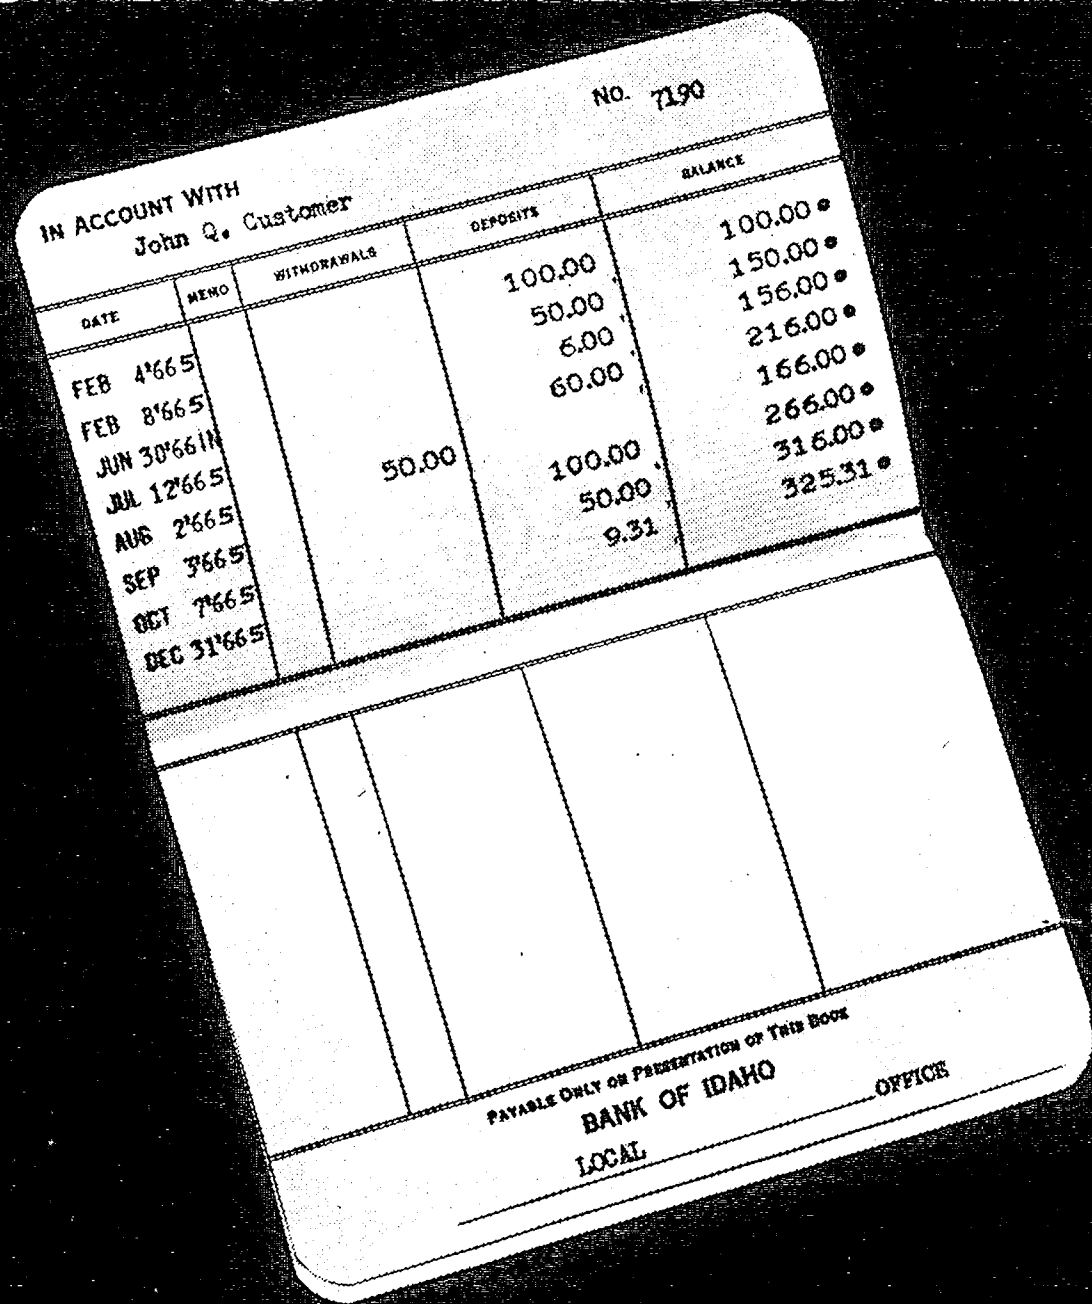 NO. 7190
IN ACCOUNT WITH
John Q. Customer
DATE MEMO WITHDRAWALS DEPOSITS BALANCE
FEB 4'66 5 100.00 100.00
FEB 8'66 5 50.00 150.00
JUN 30'66 IN 6.00 156.00
JUL 12'66 5 60.00 216.00
AUG 2'66 5 50.00 166.00
SEP 3'66 5 100.00 266.00
OCT 7'66 5 50.00 316.00
DEC 31'66 5 9.31 325.31
PAYABLE ONLY ON PRESENTATION OF THIS BOOK
BANK OF IDAHO
LOCAL OFFICE